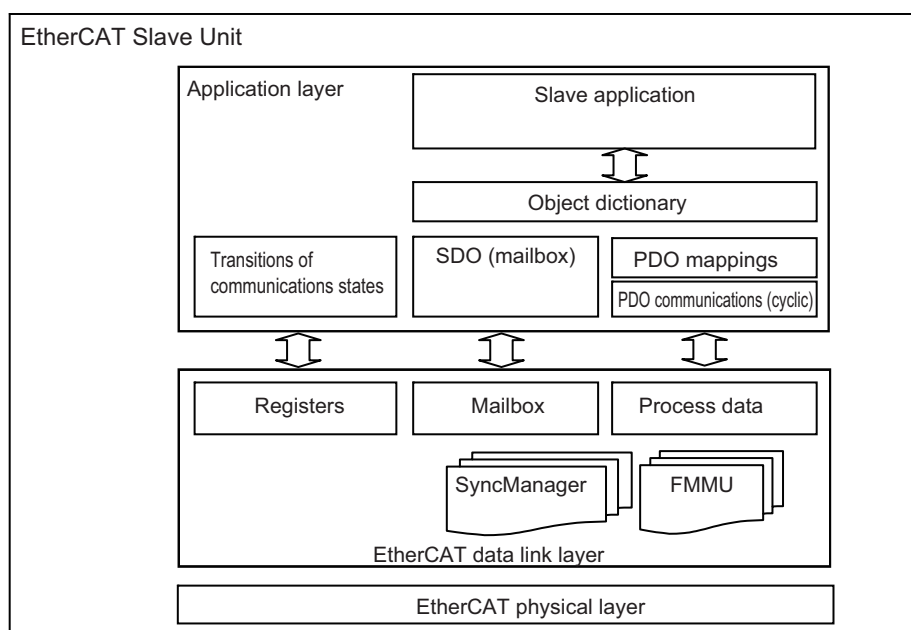 EtherCAT Slave Unit
Application layer
Slave application
Object dictionary
Transitions of
communications states
SDO (mailbox)
PDO mappings
PDO communications (cyclic)
Registers
Mailbox
Process data
SyncManager
FMMU
EtherCAT data link layer
EtherCAT physical layer